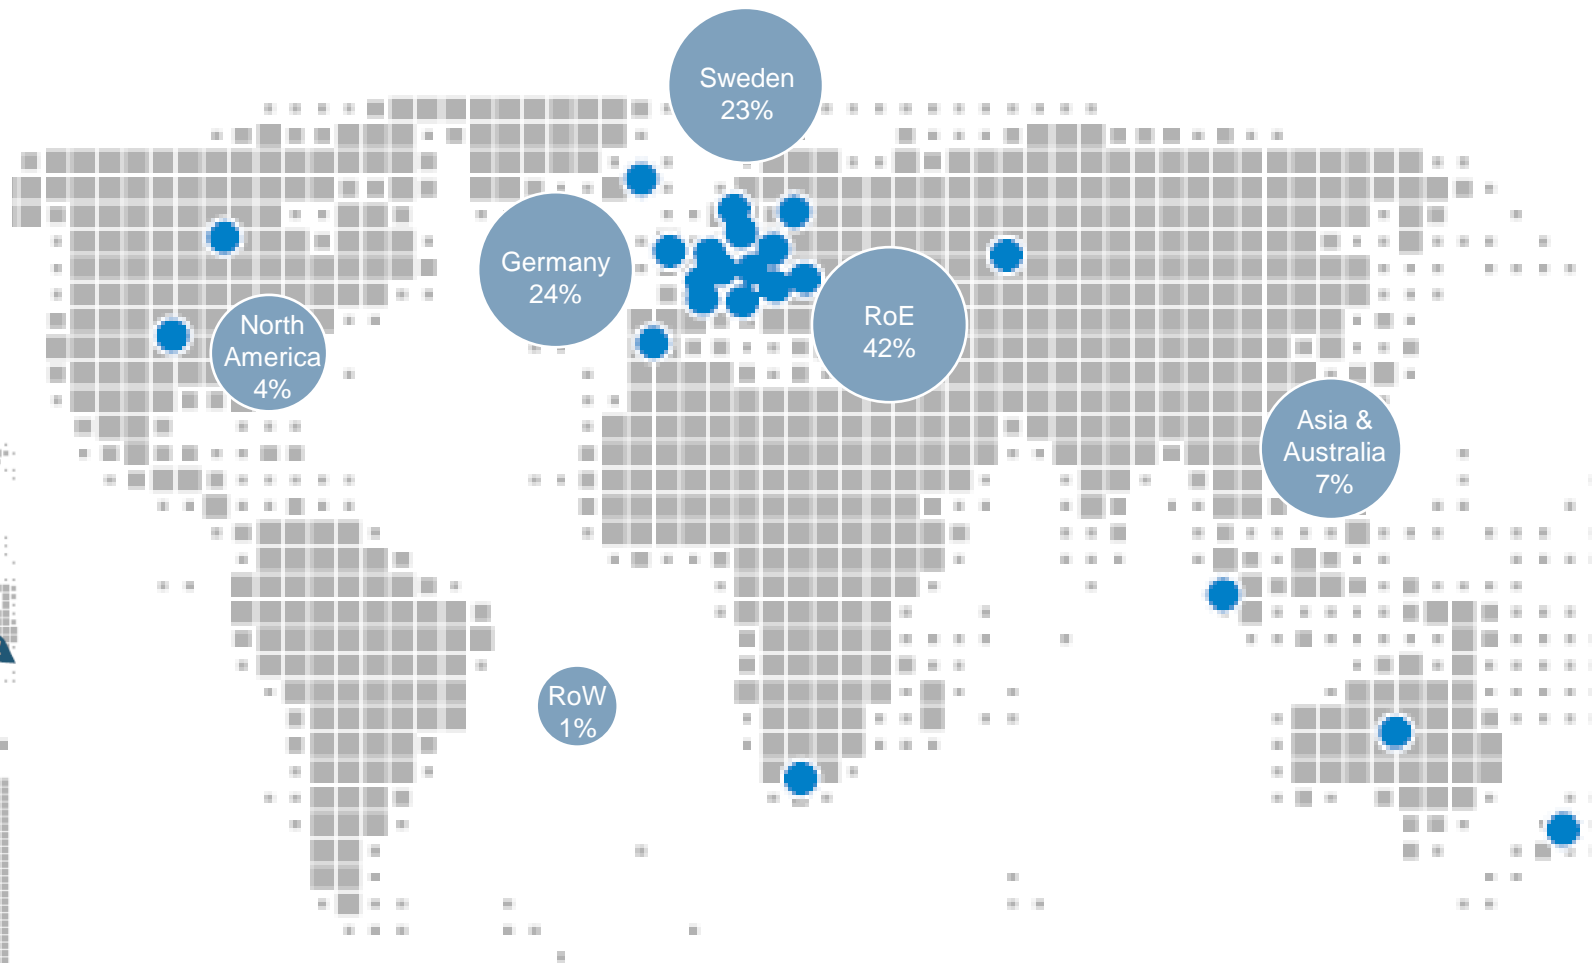 Sweden
23%
Germany
24%
North
America
4%
RoE
42%
Asia &
Australia
7%
RoW
1%